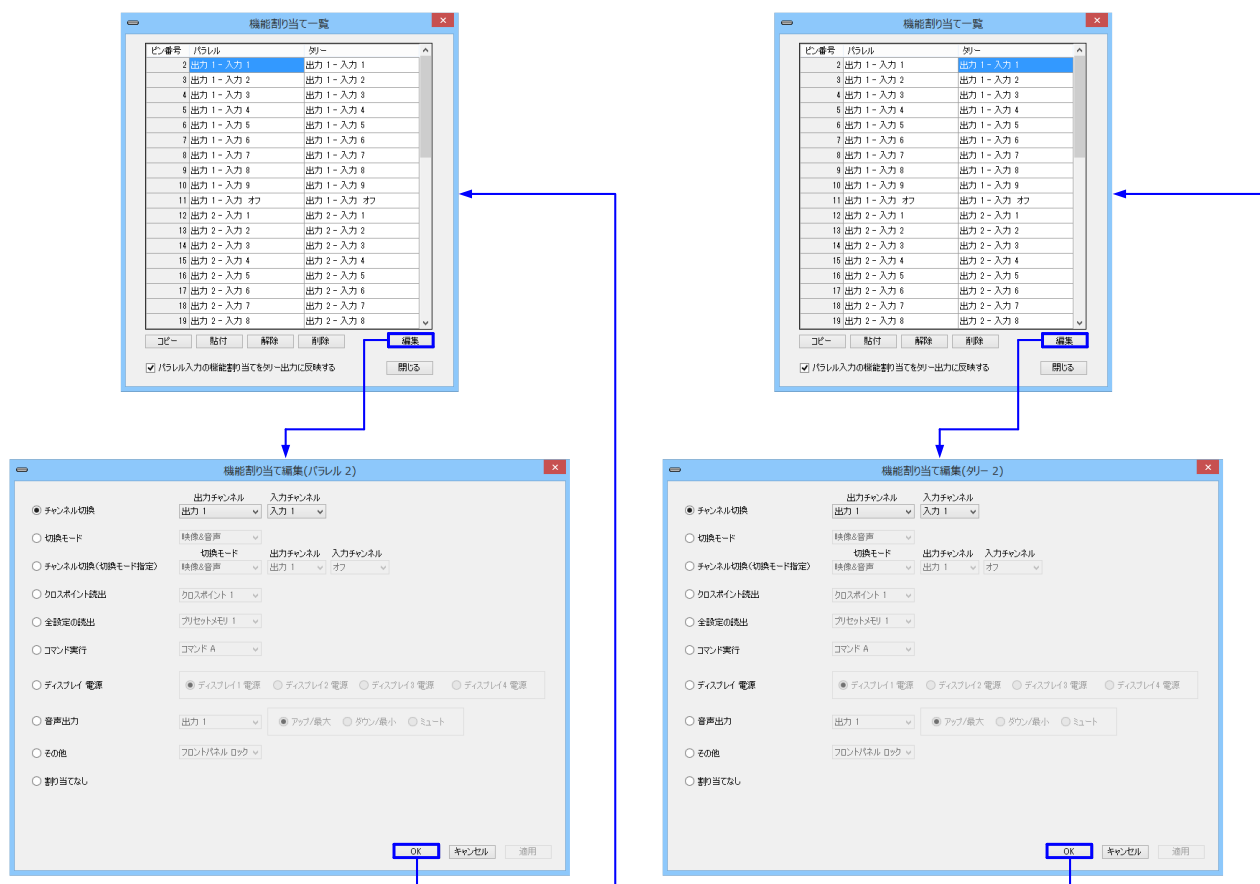 機能割り当て一覧
ピン番号 パラレル タリー
2 出力 1 - 入力 1 出力 1 - 入力 1
3 出力 1 - 入力 2 出力 1 - 入力 2
4 出力 1 - 入力 3 出力 1 - 入力 3
5 出力 1 - 入力 4 出力 1 - 入力 4
6 出力 1 - 入力 5 出力 1 - 入力 5
7 出力 1 - 入力 6 出力 1 - 入力 6
8 出力 1 - 入力 7 出力 1 - 入力 7
9 出力 1 - 入力 8 出力 1 - 入力 8
10 出力 1 - 入力 9 出力 1 - 入力 9
11 出力 1 - 入力 オフ 出力 1 - 入力 オフ
12 出力 2 - 入力 1 出力 2 - 入力 1
13 出力 2 - 入力 2 出力 2 - 入力 2
14 出力 2 - 入力 3 出力 2 - 入力 3
15 出力 2 - 入力 4 出力 2 - 入力 4
16 出力 2 - 入力 5 出力 2 - 入力 5
17 出力 2 - 入力 6 出力 2 - 入力 6
18 出力 2 - 入力 7 出力 2 - 入力 7
19 出力 2 - 入力 8 出力 2 - 入力 8
コピー 貼付 解除 削除 編集
パラレル入力の機能割り当てをタリー出力に反映する 閉じる
機能割り当て一覧
ピン番号 パラレル タリー
2 出力 1 - 入力 1 出力 1 - 入力 1
3 出力 1 - 入力 2 出力 1 - 入力 2
4 出力 1 - 入力 3 出力 1 - 入力 3
5 出力 1 - 入力 4 出力 1 - 入力 4
6 出力 1 - 入力 5 出力 1 - 入力 5
7 出力 1 - 入力 6 出力 1 - 入力 6
8 出力 1 - 入力 7 出力 1 - 入力 7
9 出力 1 - 入力 8 出力 1 - 入力 8
10 出力 1 - 入力 9 出力 1 - 入力 9
11 出力 1 - 入力 オフ 出力 1 - 入力 オフ
12 出力 2 - 入力 1 出力 2 - 入力 1
13 出力 2 - 入力 2 出力 2 - 入力 2
14 出力 2 - 入力 3 出力 2 - 入力 3
15 出力 2 - 入力 4 出力 2 - 入力 4
16 出力 2 - 入力 5 出力 2 - 入力 5
17 出力 2 - 入力 6 出力 2 - 入力 6
18 出力 2 - 入力 7 出力 2 - 入力 7
19 出力 2 - 入力 8 出力 2 - 入力 8
コピー 貼付 解除 削除 編集
パラレル入力の機能割り当てをタリー出力に反映する 閉じる
機能割り当て編集(パラレル 2)
出力チャンネル 入力チャンネル
チャンネル切換 出力 1 入力 1
切換モード 映像&音声
切換モード 出力チャンネル 入力チャンネル
チャンネル切換(切換モード指定) 映像&音声 出力 1 オフ
クロスポイント読出 クロスポイント 1
全設定の読出 プリセットメモリ 1
コマンド実行 コマンド A
ディスプレイ 電源 ディスプレイ1 電源 ディスプレイ2 電源 ディスプレイ3 電源 ディスプレイ4 電源
音声出力 出力 1 アップ/最大 ダウン/最小 ミュート
その他 フロントパネル ロック
割り当てなし
OK キャンセル 適用
機能割り当て編集(タリー 2)
出力チャンネル 入力チャンネル
チャンネル切換 出力 1 入力 1
切換モード 映像&音声
切換モード 出力チャンネル 入力チャンネル
チャンネル切換(切換モード指定) 映像&音声 出力 1 オフ
クロスポイント読出 クロスポイント 1
全設定の読出 プリセットメモリ 1
コマンド実行 コマンド A
ディスプレイ 電源 ディスプレイ1 電源 ディスプレイ2 電源 ディスプレイ3 電源 ディスプレイ4 電源
音声出力 出力 1 アップ/最大 ダウン/最小 ミュート
その他 フロントパネル ロック
割り当てなし
OK キャンセル 適用